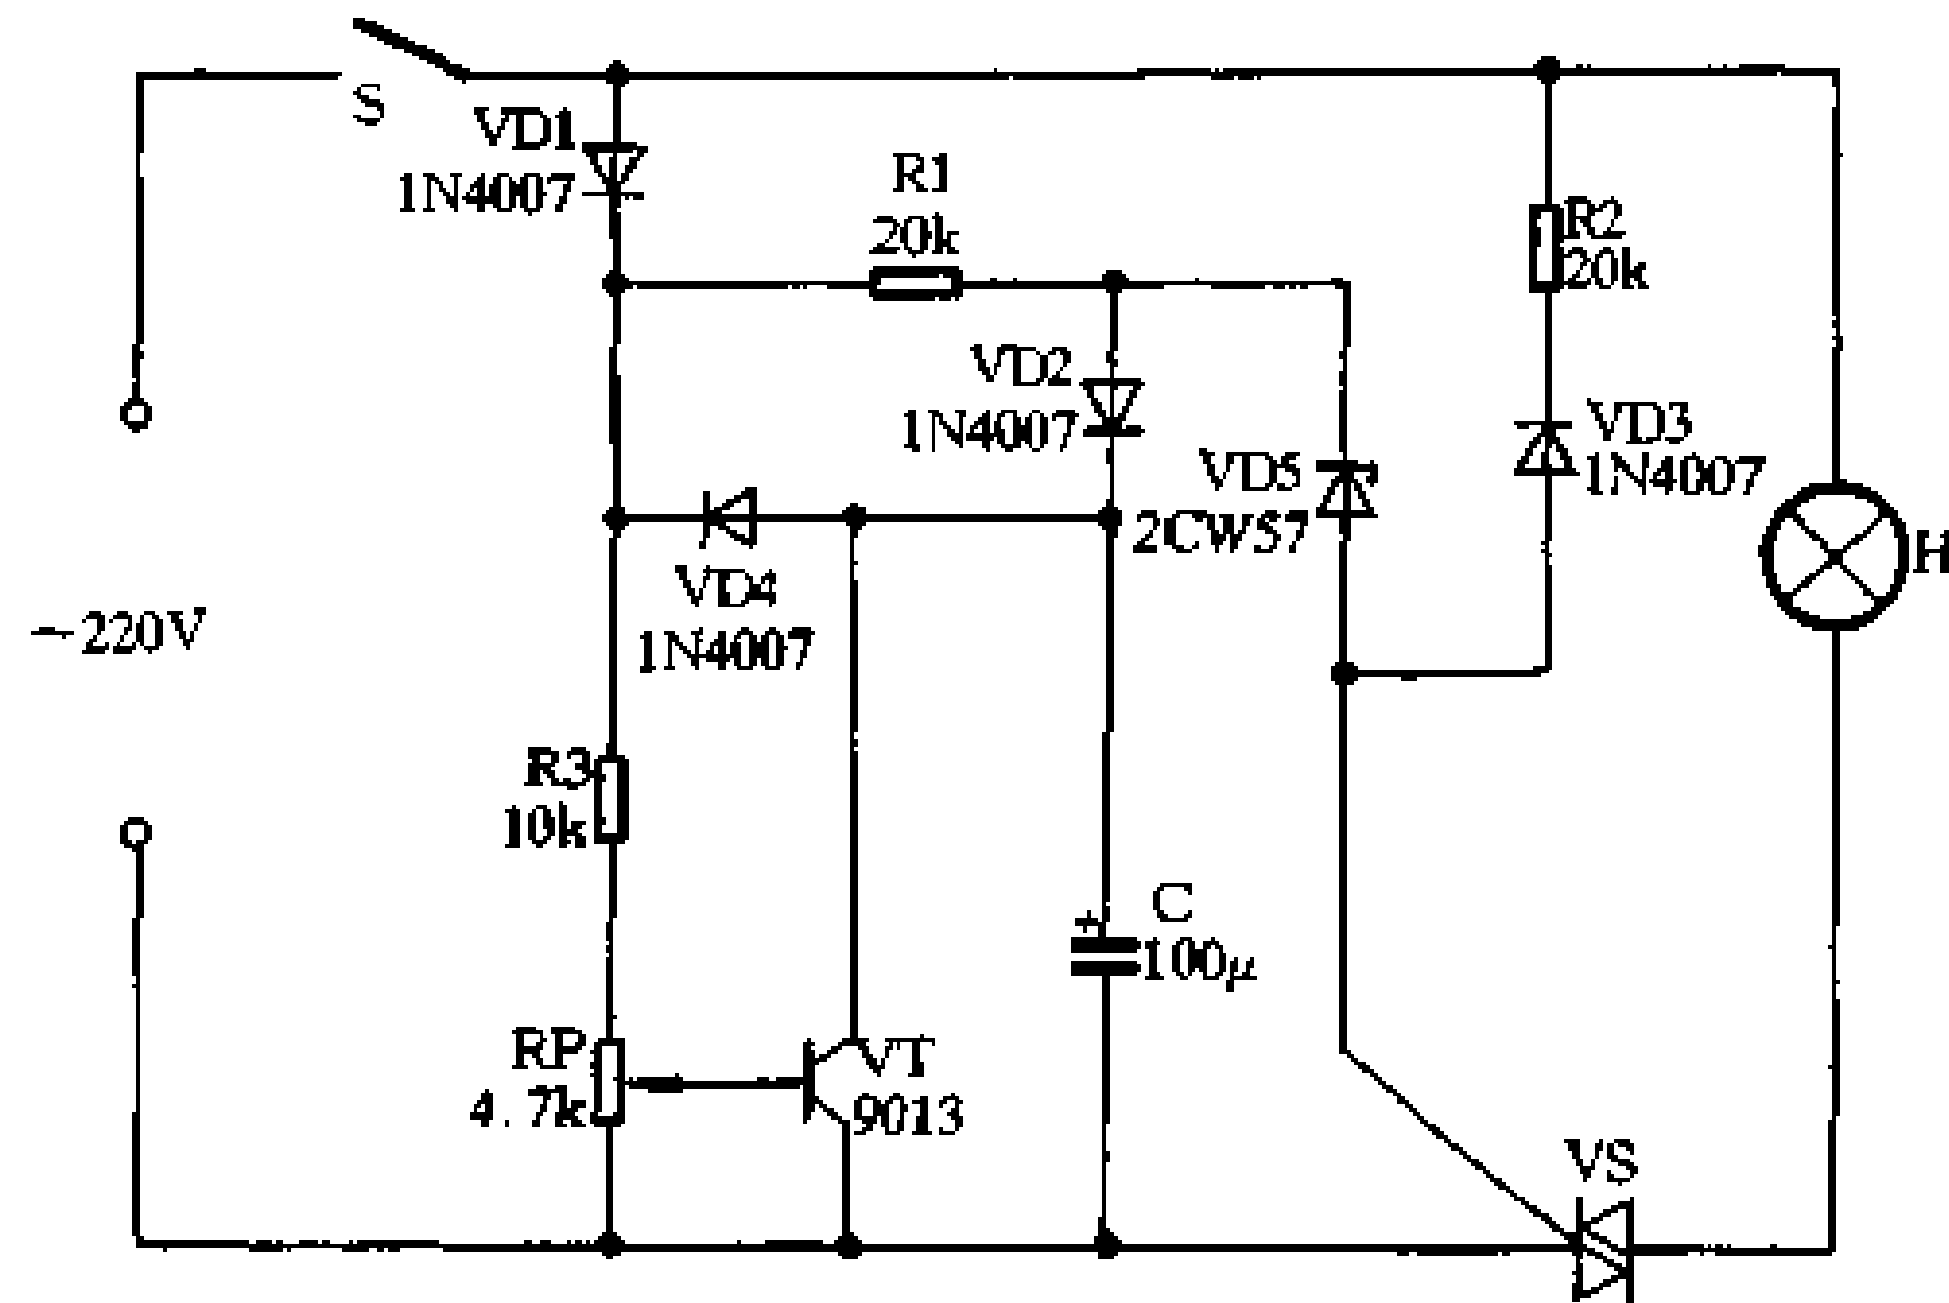 S
VD1
1N4007
R1
20k
R2
20k
VD2
1N4007
VD3
1N4007
VD5
2CW57
H
~220V
VD4
1N4007
R3
10k
+
C
100μ
RP
4.7k
VT
9013
VS